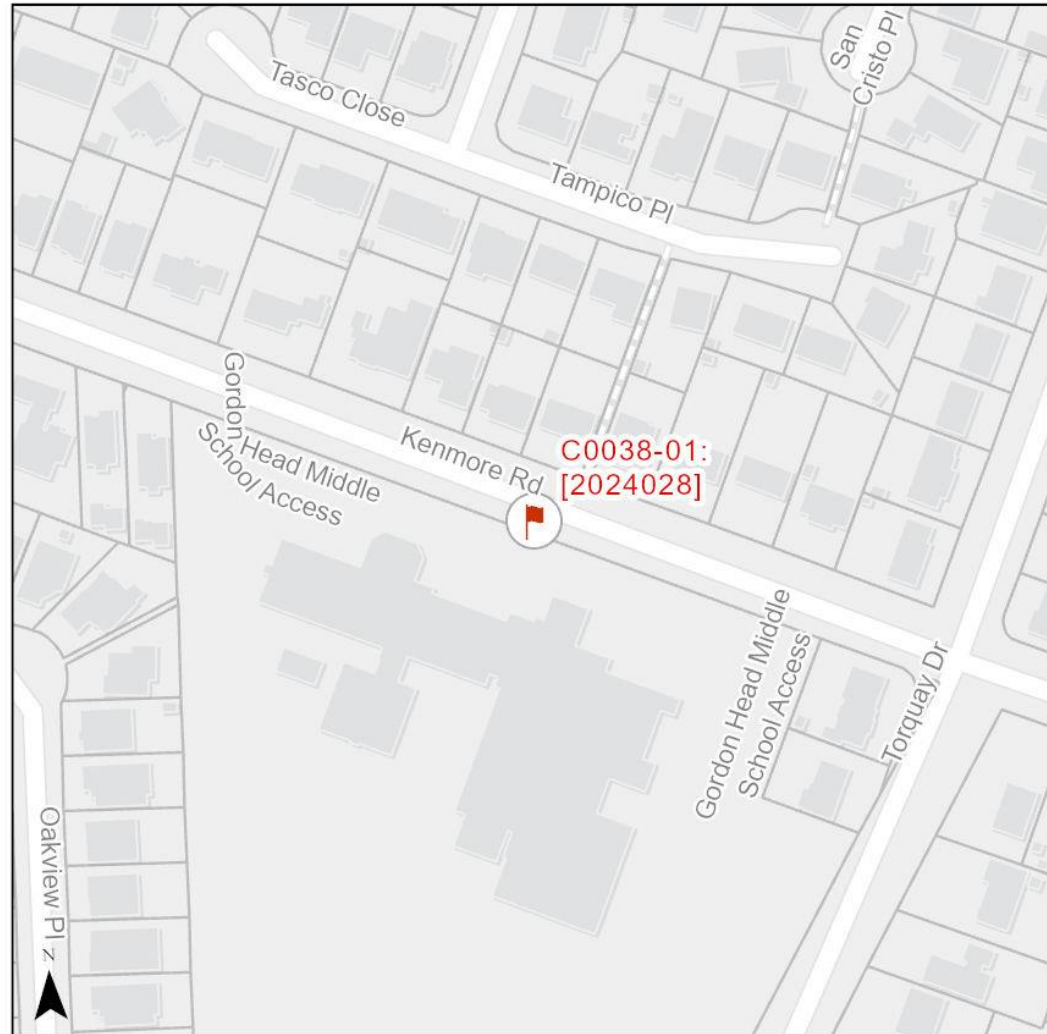 San
Cristo Pl
Tasco Close
Tampico Pl
Gordon Head Middle
School Access
Kenmore Rd
C0038-01:
[2024028]
Gordon Head Middle
School Access
Torquay Dr
Oakview Pl
N